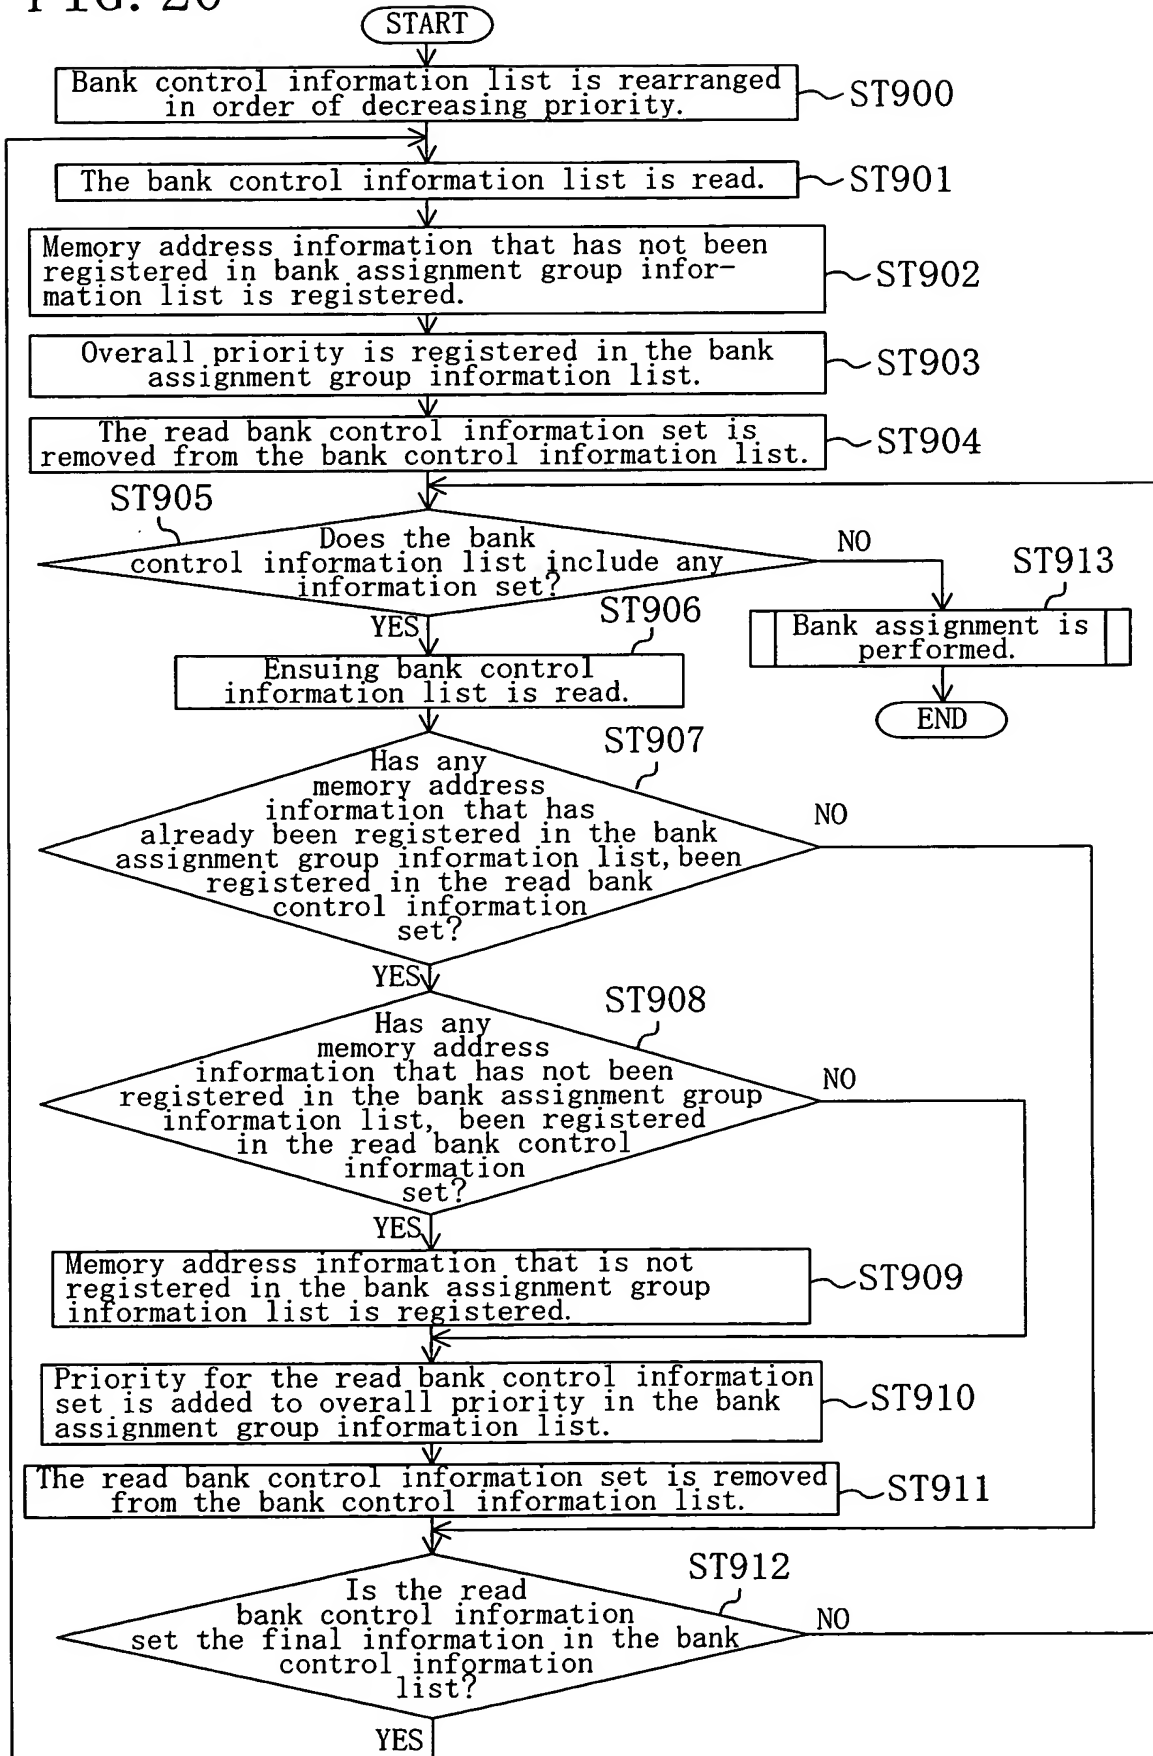 FIG. 20
START
Bank control information list is rearranged
in order of decreasing priority.
ST900
The bank control information list is read.
ST901
Memory address information that has not been
registered in bank assignment group infor-
mation list is registered.
ST902
Overall priority is registered in the bank
assignment group information list.
ST903
The read bank control information set is
removed from the bank control information list.
ST904
ST905
Does the bank
control information list include any
information set?
NO
ST913
Bank assignment is
performed.
END
YES
ST906
Ensuing bank control
information list is read.
ST907
Has any
memory address
information that has
already been registered in the bank
assignment group information list, been
registered in the read bank
control information
set?
NO
YES
ST908
Has any
memory address
information that has not been
registered in the bank assignment group
information list, been registered
in the read bank control
information
set?
NO
YES
Memory address information that is not
registered in the bank assignment group
information list is registered.
ST909
Priority for the read bank control information
set is added to overall priority in the bank
assignment group information list.
ST910
The read bank control information set is removed
from the bank control information list.
ST911
ST912
Is the read
bank control information
set the final information in the bank
control information
list?
NO
YES